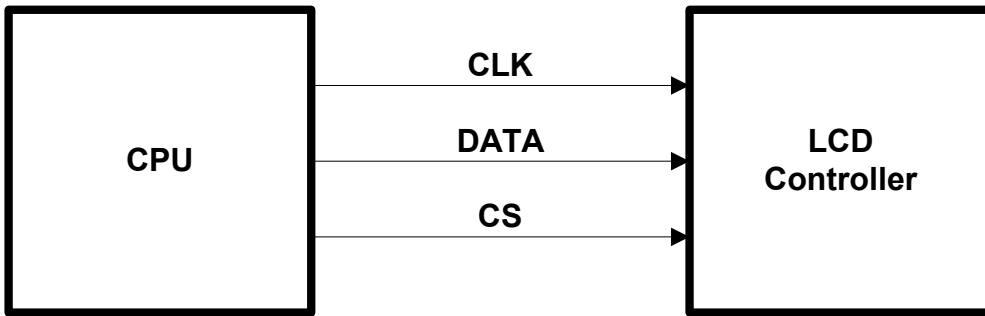 CPU
CLK
DATA
CS
LCD
Controller